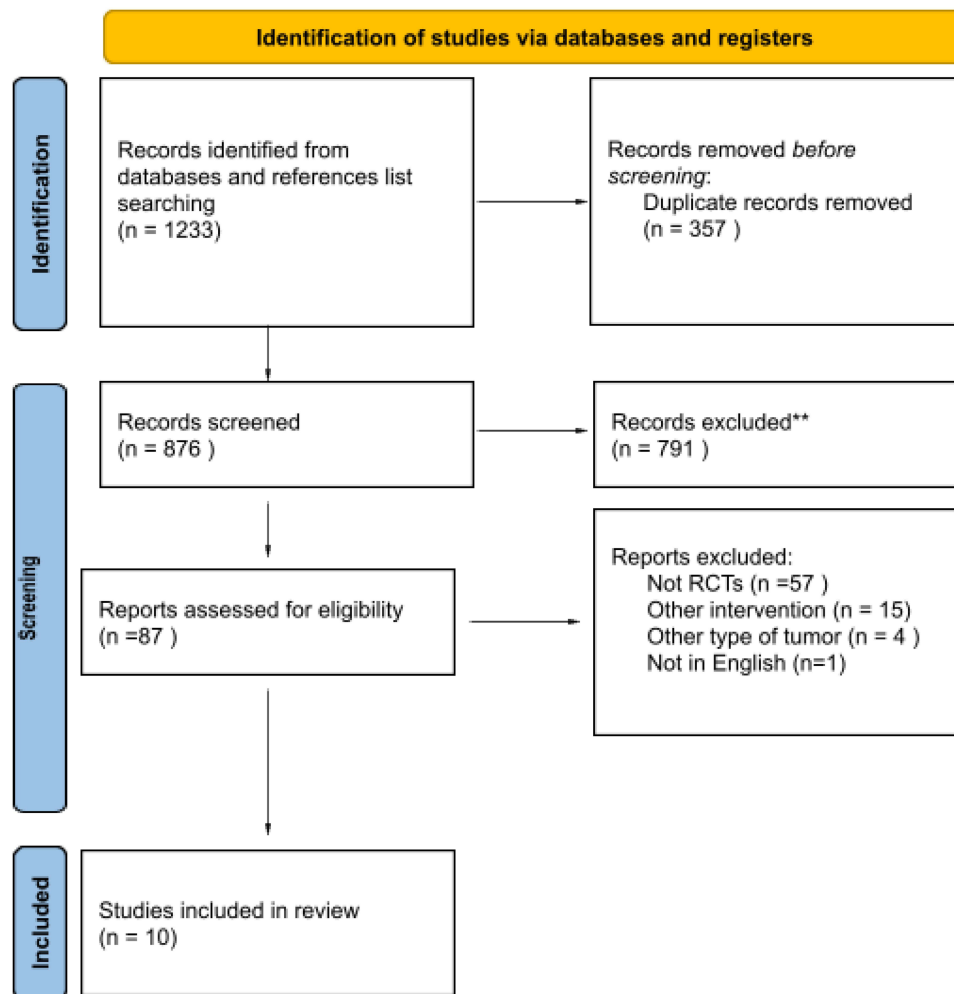 Identification of studies via databases and registers
Identification
Records identified from
databases and references list
searching
(n = 1233)
Records removed before
screening:
Duplicate records removed
(n = 357 )
Screening
Records screened
(n = 876 )
Records excluded**
(n = 791 )
Reports assessed for eligibility
(n =87 )
Reports excluded:
Not RCTs (n =57 )
Other intervention (n = 15)
Other type of tumor (n = 4 )
Not in English (n=1)
Included
Studies included in review
(n = 10)